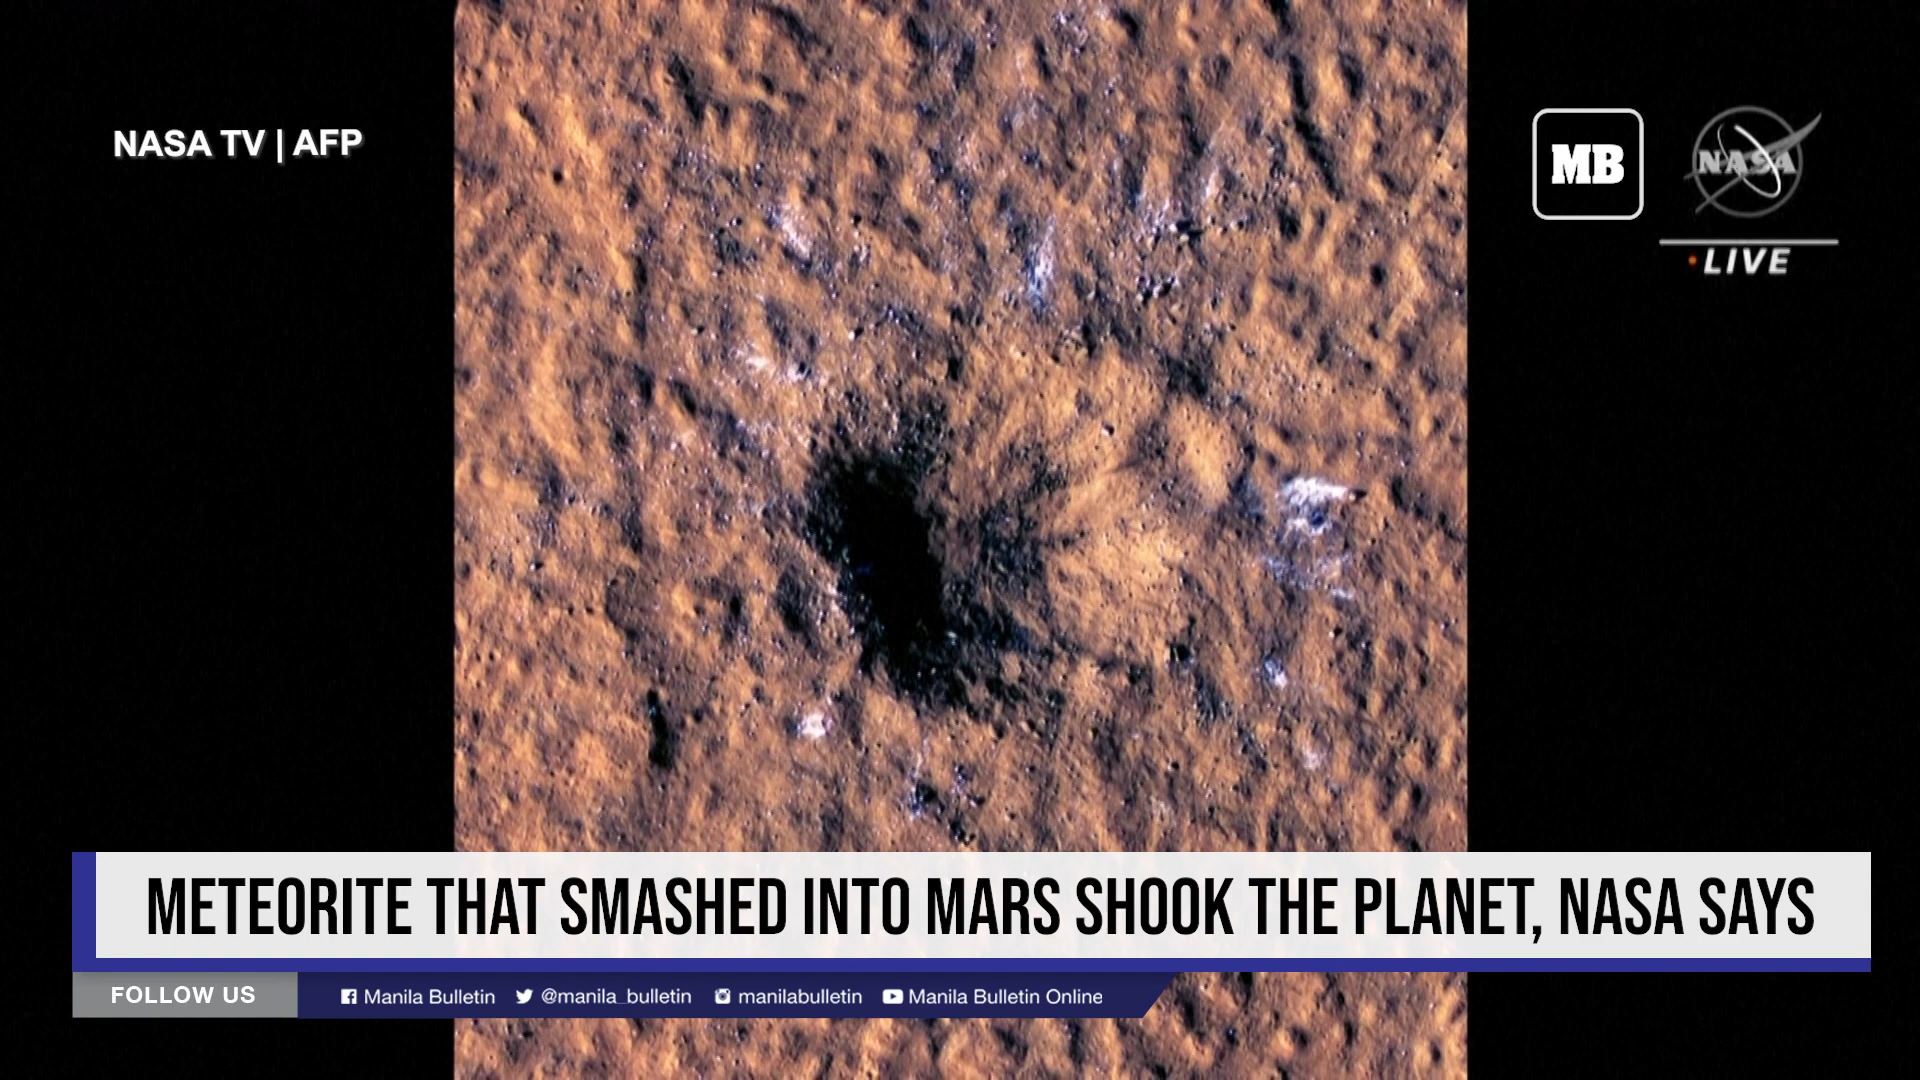 NASA TV | AFP
MB
NASA
LIVE
METEORITE THAT SMASHED INTO MARS SHOOK THE PLANET, NASA SAYS
FOLLOW US
Manila Bulletin @manila_bulletin manilabulletin Manila Bulletin Online